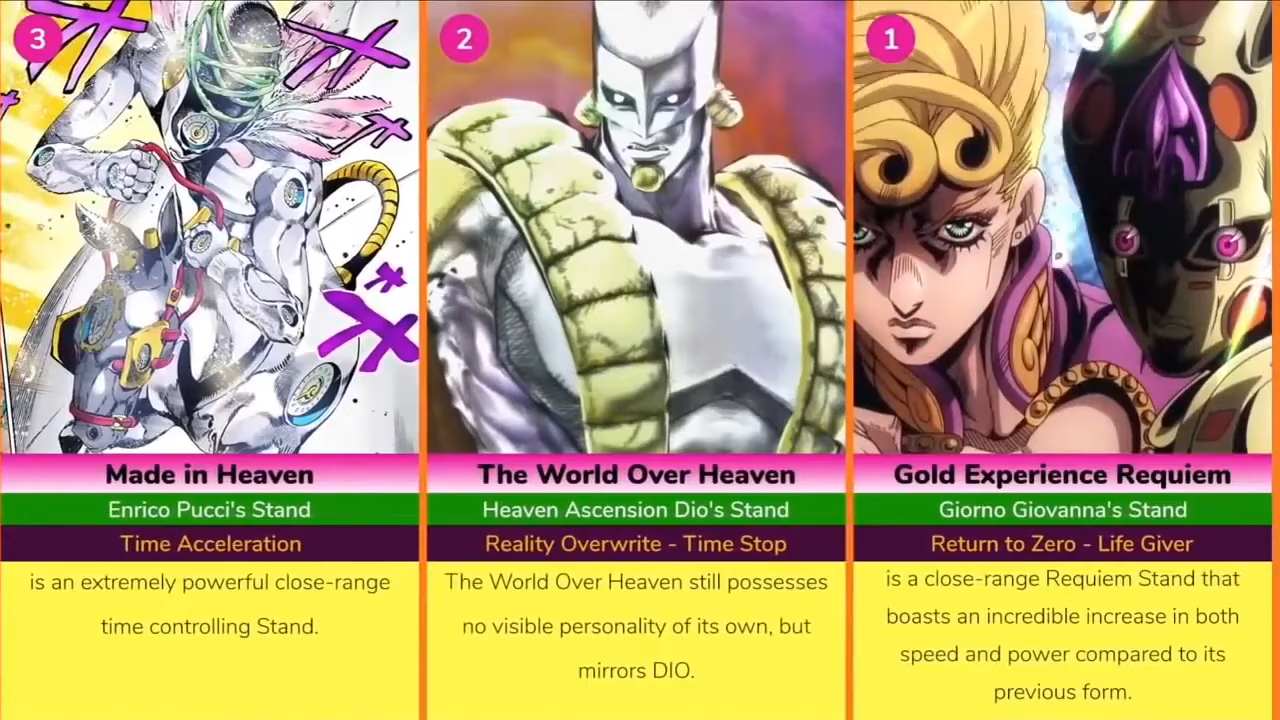 3
Made in Heaven
Enrico Pucci's Stand
Time Acceleration
is an extremely powerful close-range
time controlling Stand.
2
The World Over Heaven
Heaven Ascension Dio's Stand
Reality Overwrite - Time Stop
The World Over Heaven still possesses
no visible personality of its own, but
mirrors DIO.
1
Gold Experience Requiem
Giorno Giovanna's Stand
Return to Zero - Life Giver
is a close-range Requiem Stand that
boasts an incredible increase in both
speed and power compared to its
previous form.